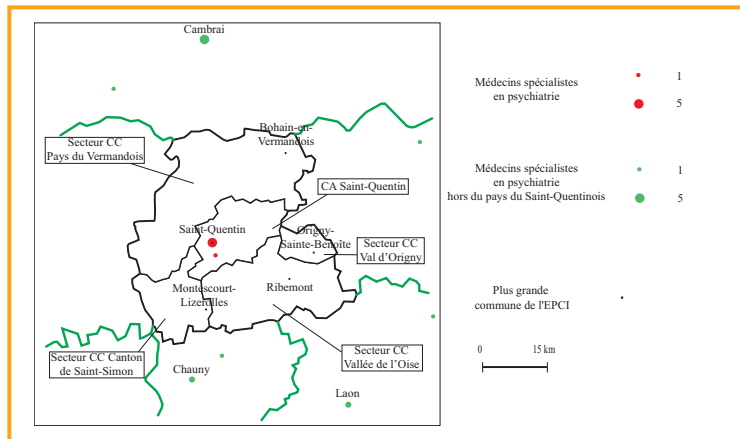 Cambrai
Bohain-en-
Vermandois
Secteur CC
Pays du Vermandois
CA Saint-Quentin
Saint-Quentin
Origny-
Sainte-Benoîte
Secteur CC
Val d'Origny
Montescourt-
Lizerolles
Ribemont
Secteur CC Canton
de Saint-Simon
Secteur CC
Vallée de l'Oise
Chauny
Laon
Médecins spécialistes
en psychiatrie
1
5
Médecins spécialistes
en psychiatrie
hors du pays du Saint-Quentinois
1
5
Plus grande
commune de l'EPCI
0 15 km